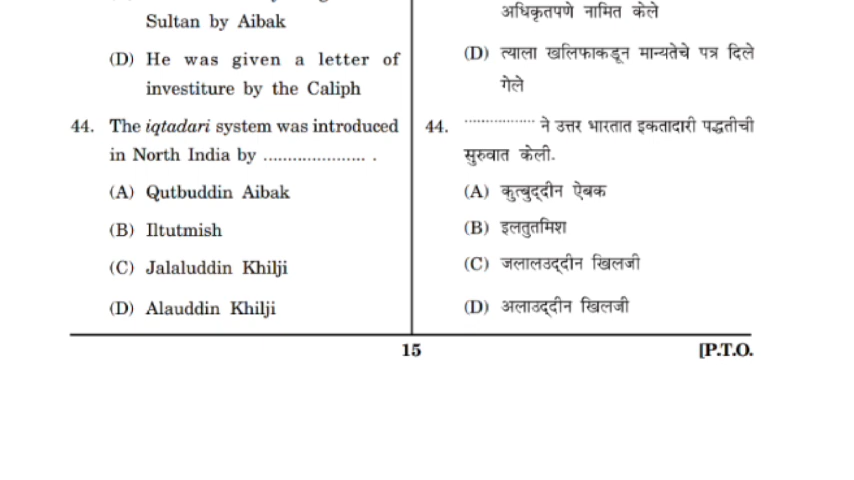 Sultan by Aibak
(D) He was given a letter of
investiture by the Caliph
44. The iqtadari system was introduced
in North India by ..................... .
(A) Qutbuddin Aibak
(B) Iltutmish
(C) Jalaluddin Khilji
(D) Alauddin Khilji
अधिकृतपणे नामित केले
(D) त्याला खलिफाकडून मान्यतेचे पत्र दिले
गेले
44. ................. ने उत्तर भारतात इकतादारी पद्धतीची
सुरुवात केली.
(A) कुत्बुद्दीन ऐबक
(B) इलतुतमिश
(C) जलालउद्दीन खिलजी
(D) अलाउद्दीन खिलजी
15
[P.T.O.